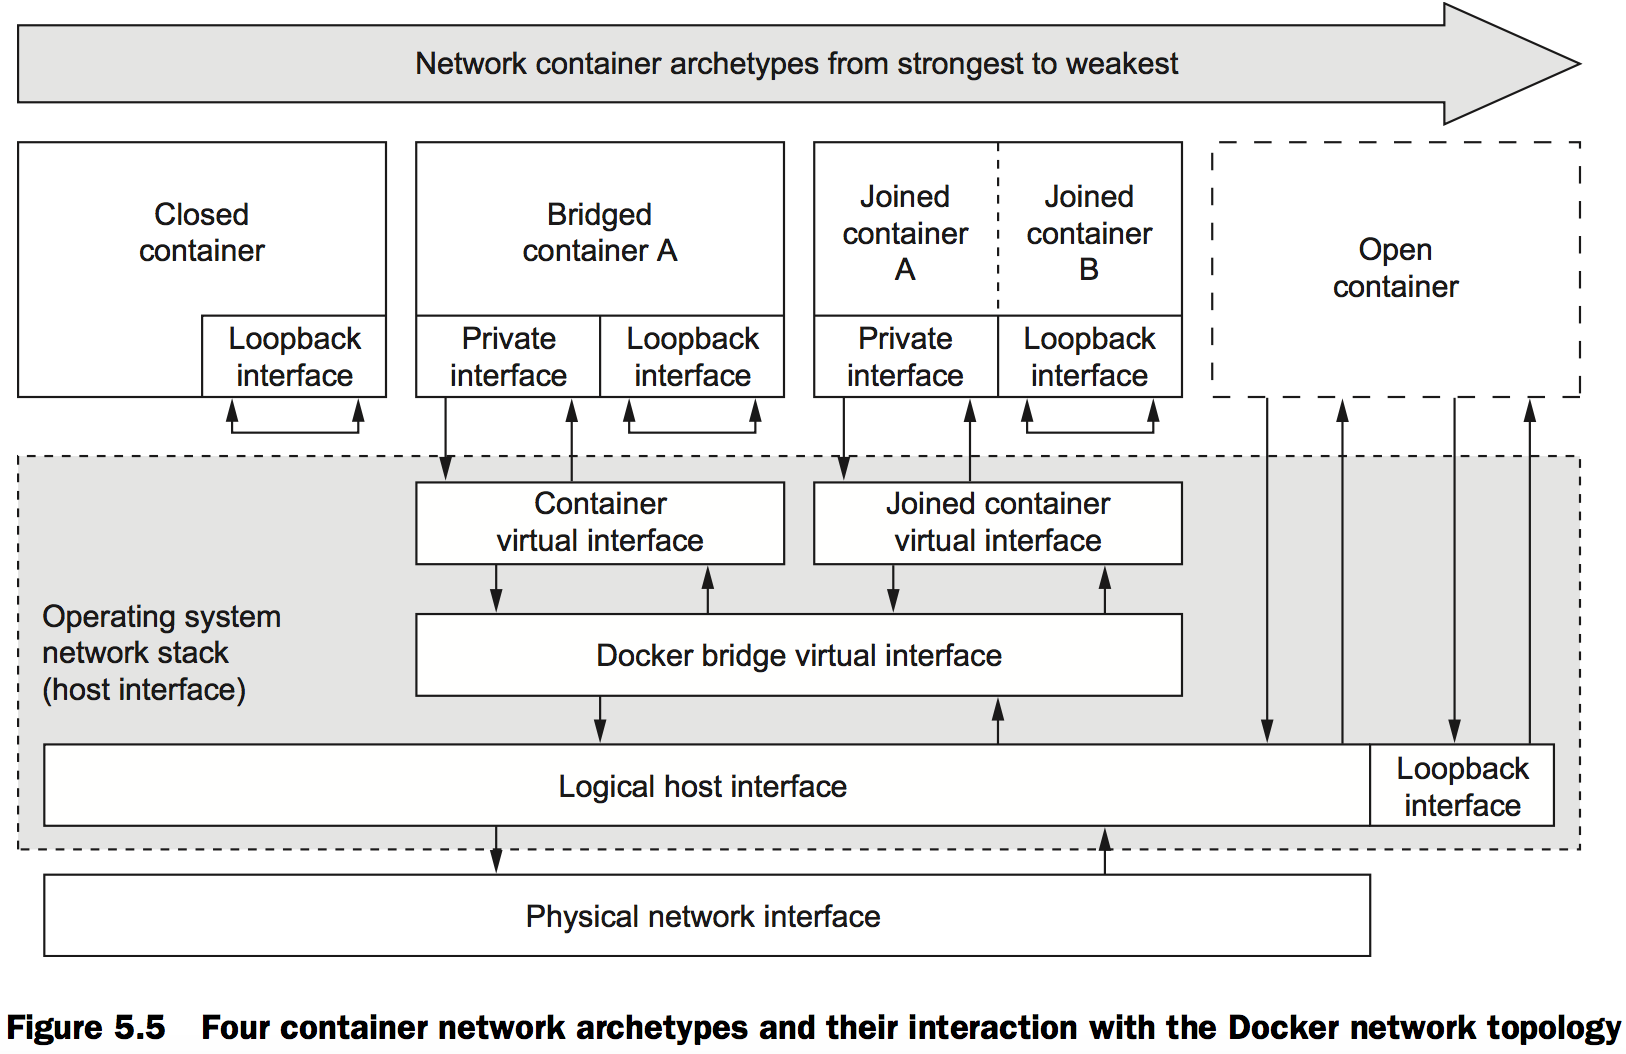 Network container archetypes from strongest to weakest
Closed
container
Loopback
interface
Bridged
container A
Private
interface
Loopback
interface
Joined
container
A
Joined
container
B
Private
interface
Loopback
interface
Open
container
Container
virtual interface
Joined container
virtual interface
Operating system
network stack
(host interface)
Docker bridge virtual interface
Logical host interface
Loopback
interface
Physical network interface
Figure 5.5 Four container network archetypes and their interaction with the Docker network topology